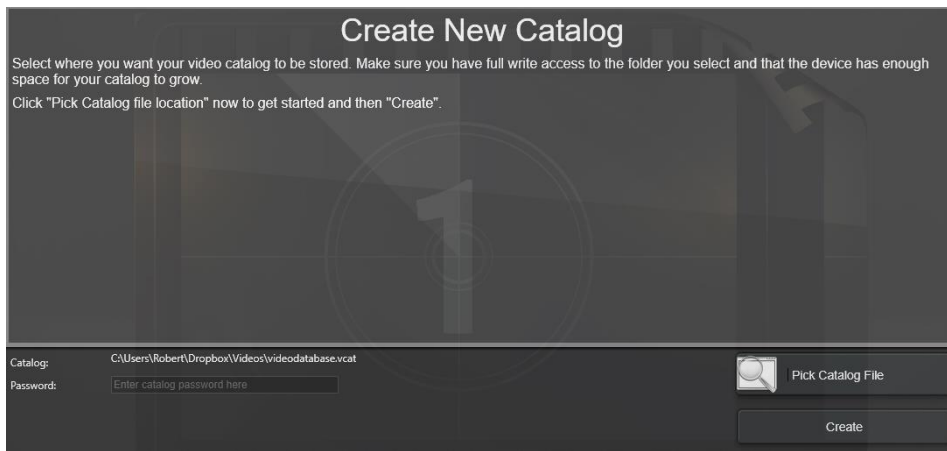 Create New Catalog
Select where you want your video catalog to be stored. Make sure you have full write access to the folder you select and that the device has enough
space for your catalog to grow.
Click "Pick Catalog file location" now to get started and then "Create".
1
Catalog: C:\Users\Robert\Dropbox\Videos\videodatabase.vcat
Password: Enter catalog password here
Pick Catalog File
Create